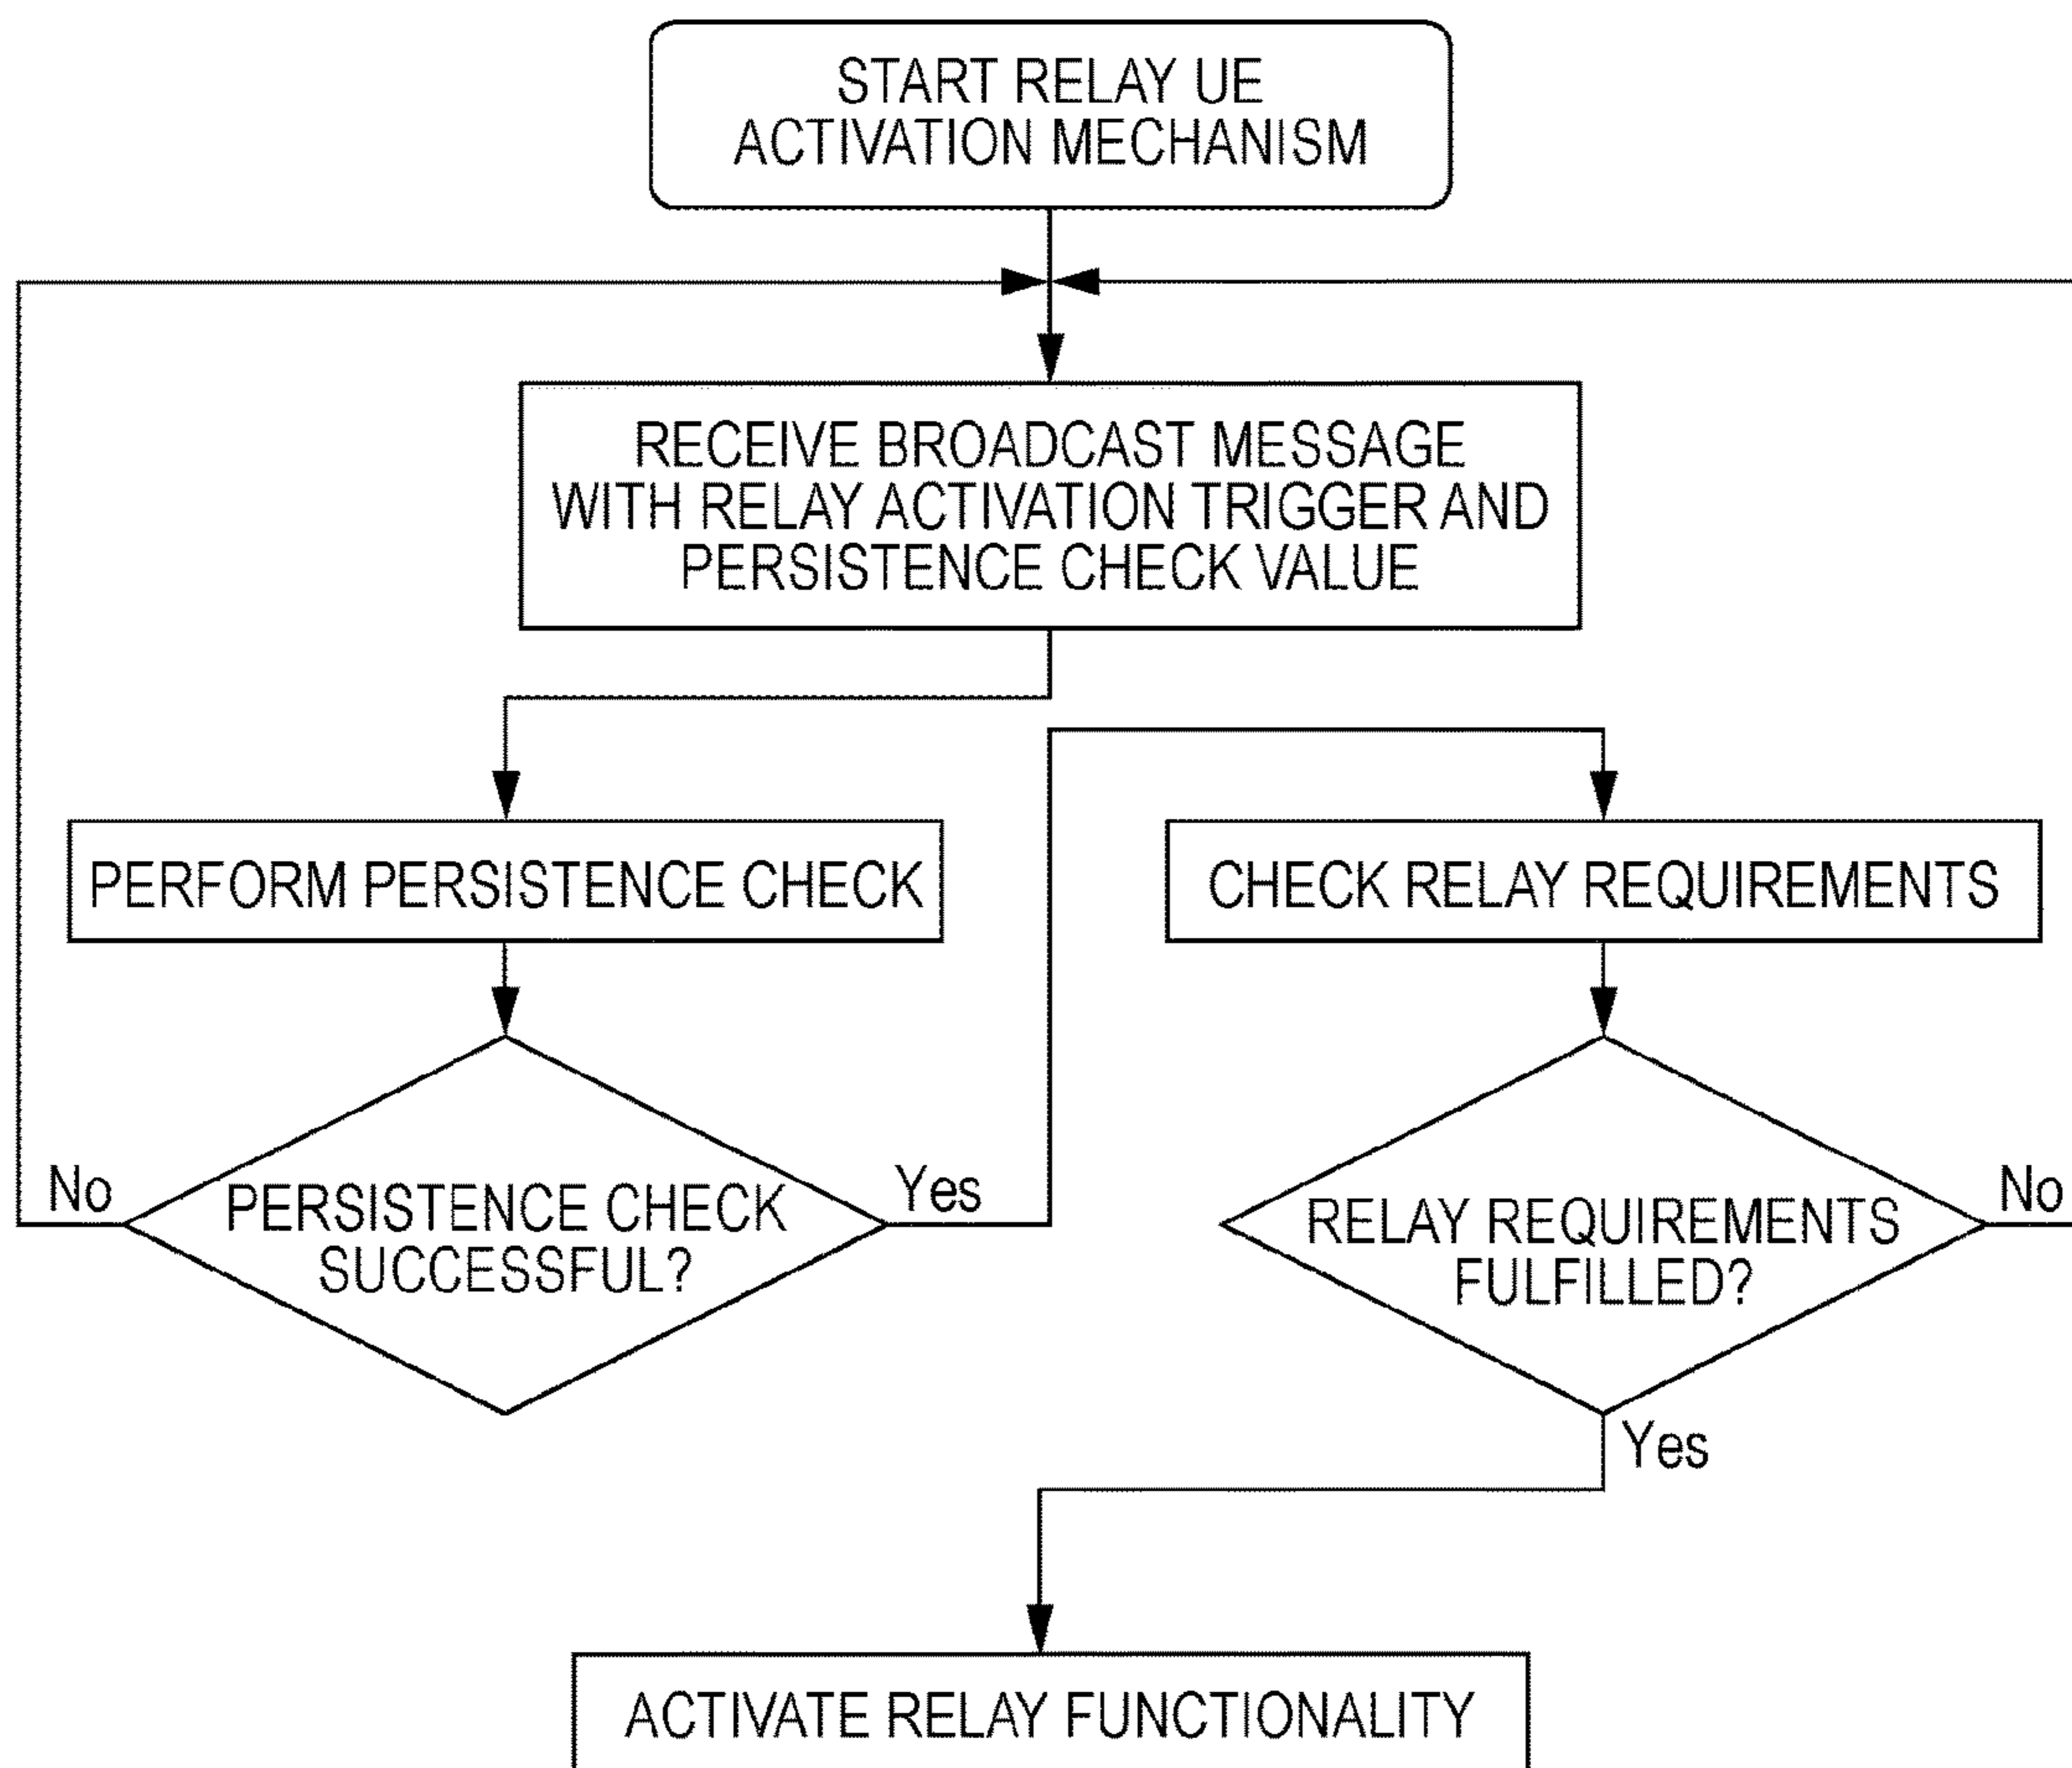 START RELAY UE
ACTIVATION MECHANISM
RECEIVE BROADCAST MESSAGE
WITH RELAY ACTIVATION TRIGGER AND
PERSISTENCE CHECK VALUE
PERFORM PERSISTENCE CHECK
CHECK RELAY REQUIREMENTS
No
PERSISTENCE CHECK
SUCCESSFUL?
Yes
RELAY REQUIREMENTS
FULFILLED?
No
Yes
ACTIVATE RELAY FUNCTIONALITY